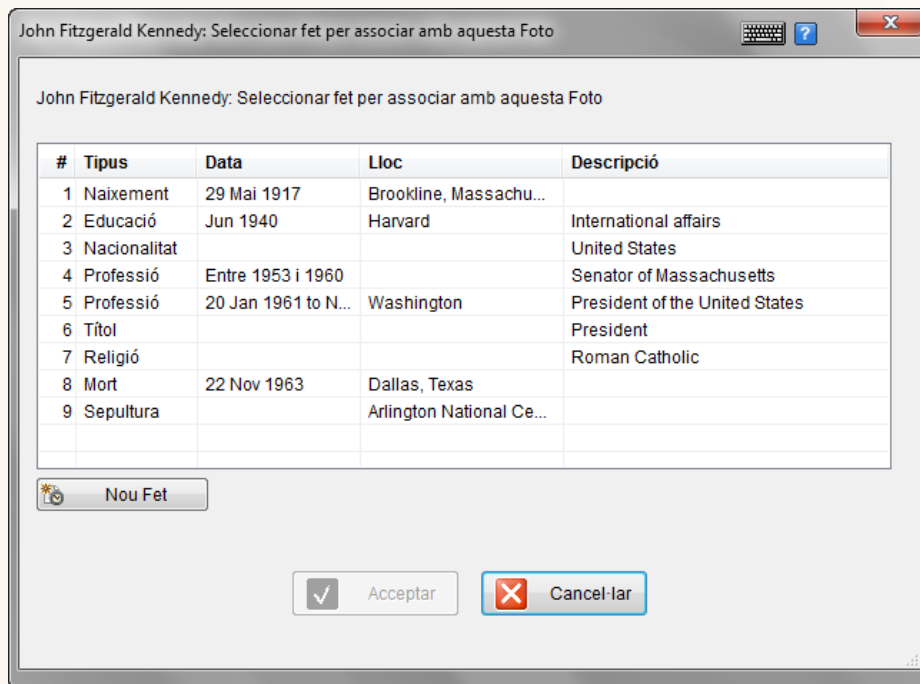 John Fitzgerald Kennedy: Seleccionar fet per associar amb aquesta Foto
John Fitzgerald Kennedy: Seleccionar fet per associar amb aquesta Foto
# Tipus Data Lloc Descripció
1 Naixement 29 Mai 1917 Brookline, Massachu...
2 Educació Jun 1940 Harvard International affairs
3 Nacionalitat United States
4 Professió Entre 1953 i 1960 Senator of Massachusetts
5 Professió 20 Jan 1961 to N... Washington President of the United States
6 Títol President
7 Religió Roman Catholic
8 Mort 22 Nov 1963 Dallas, Texas
9 Sepultura Arlington National Ce...
Nou Fet
Acceptar Cancel·lar